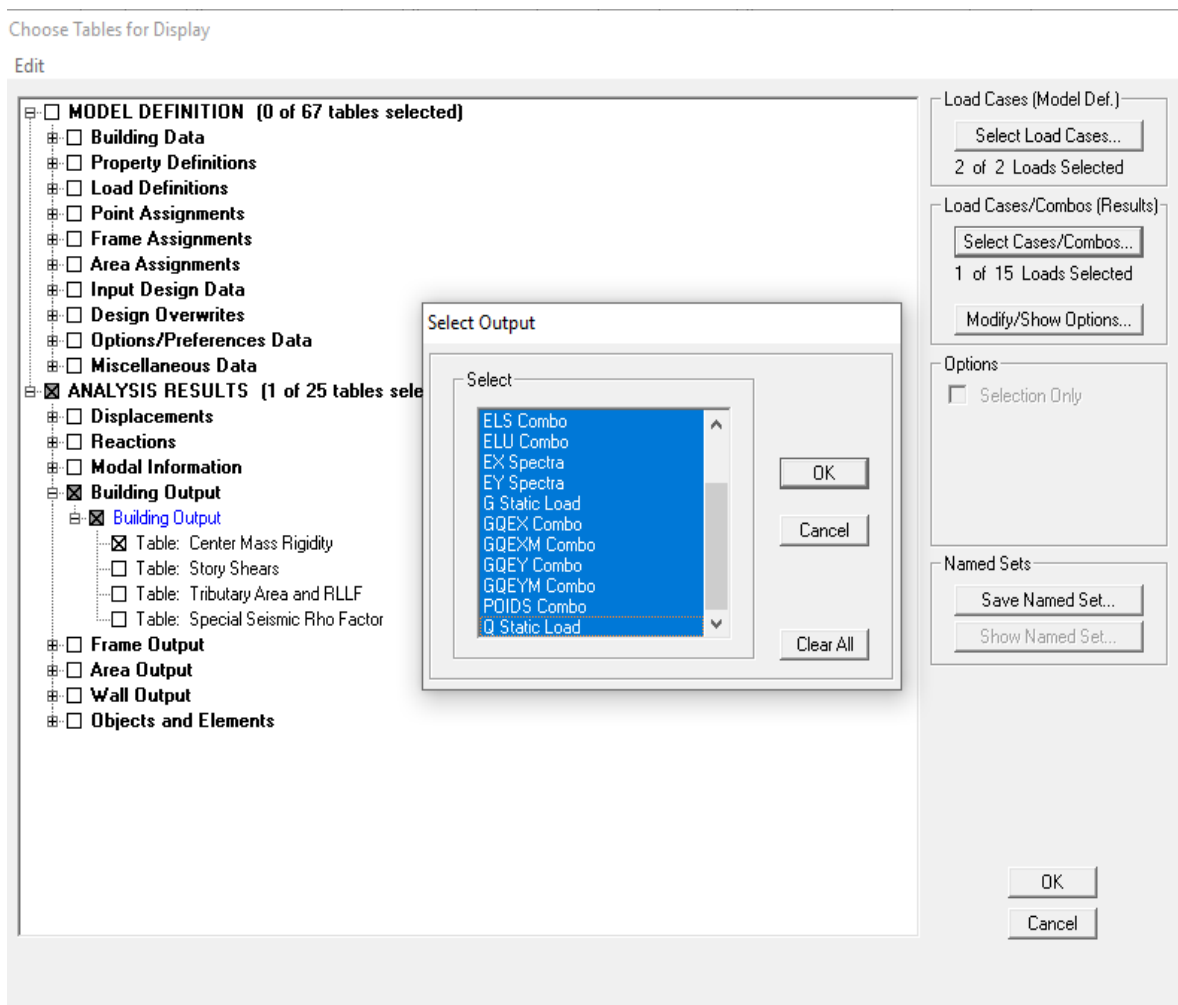 Choose Tables for Display
Edit
MODEL DEFINITION (0 of 67 tables selected)
Building Data
Property Definitions
Load Definitions
Point Assignments
Frame Assignments
Area Assignments
Input Design Data
Design Overwrites
Options/Preferences Data
Miscellaneous Data
ANALYSIS RESULTS (1 of 25 tables sele
Displacements
Reactions
Modal Information
Building Output
Building Output
Table: Center Mass Rigidity
Table: Story Shears
Table: Tributary Area and RLLF
Table: Special Seismic Rho Factor
Frame Output
Area Output
Wall Output
Objects and Elements
Select Output
Select
ELS Combo
ELU Combo
EX Spectra
EY Spectra
G Static Load
GQEX Combo
GQEXM Combo
GQEY Combo
GQEYM Combo
POIDS Combo
Q Static Load
OK
Cancel
Clear All
Load Cases (Model Def.)
Select Load Cases...
2 of 2 Loads Selected
Load Cases/Combos (Results)
Select Cases/Combos...
1 of 15 Loads Selected
Modify/Show Options...
Options
Selection Only
Named Sets
Save Named Set...
Show Named Set...
OK
Cancel